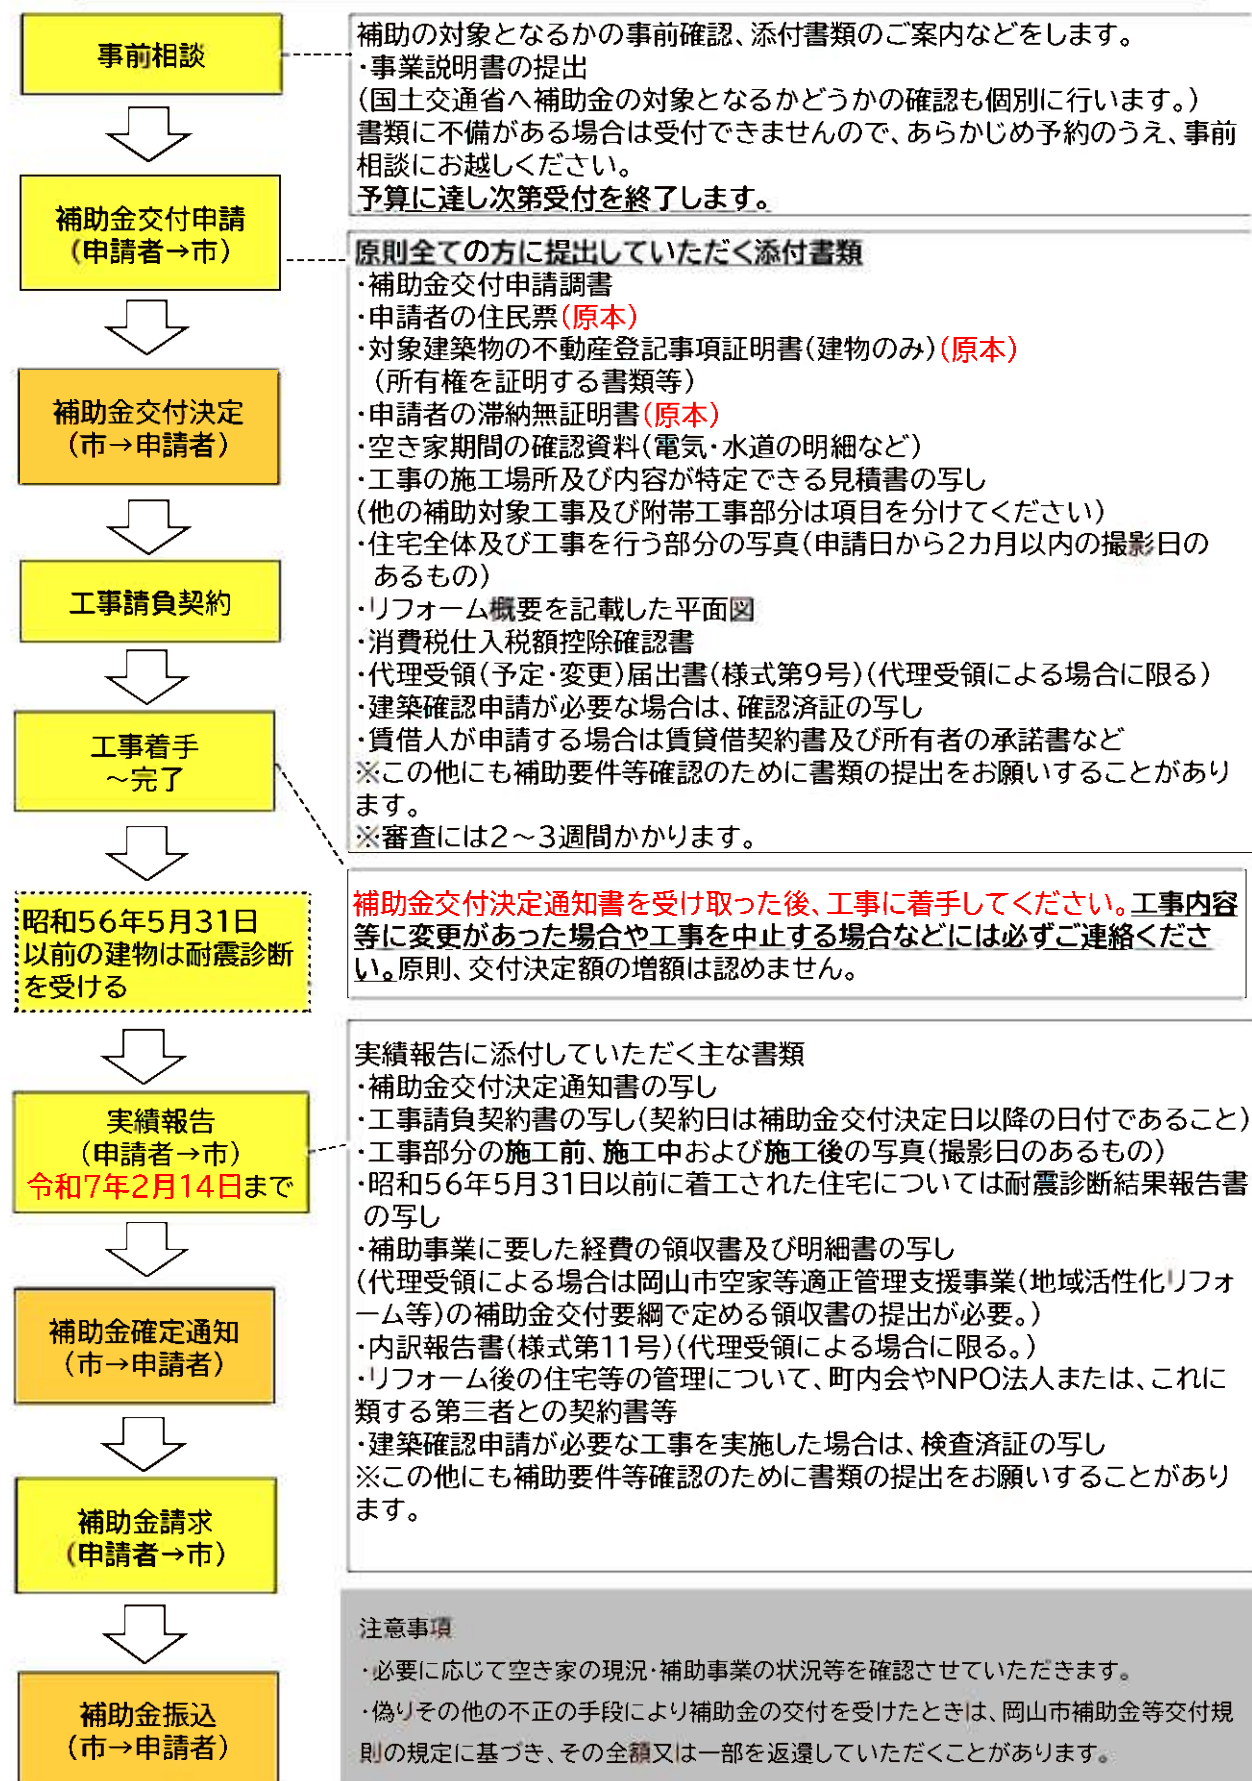 事前相談
補助の対象となるかの事前確認、添付書類のご案内などをします。
・事業説明書の提出
(国土交通省へ補助金の対象となるかどうかの確認も個別に行います。)
書類に不備がある場合は受付できませんので、あらかじめ予約のうえ、事前
相談にお越しください。
予算に達し次第受付を終了します。
補助金交付申請
(申請者→市)
原則全ての方に提出していただく添付書類
・補助金交付申請調書
・申請者の住民票(原本)
・対象建築物の不動産登記事項証明書(建物のみ)(原本)
(所有権を証明する書類等)
・申請者の滞納無証明書(原本)
・空き家期間の確認資料(電気・水道の明細など)
・工事の施工場所及び内容が特定できる見積書の写し
(他の補助対象工事及び附帯工事部分は項目を分けてください)
・住宅全体及び工事を行う部分の写真(申請日から2カ月以内の撮影日の
あるもの)
・リフォーム概要を記載した平面図
・消費税仕入税額控除確認書
・代理受領(予定・変更)届出書(様式第9号)(代理受領による場合に限る)
・建築確認申請が必要な場合は、確認済証の写し
・賃借人が申請する場合は賃貸借契約書及び所有者の承諾書など
※この他にも補助要件等確認のために書類の提出をお願いすることがあり
ます。
※審査には2～3週間かかります。
補助金交付決定
(市→申請者)
工事請負契約
工事着手
～完了
補助金交付決定通知書を受け取った後、工事に着手してください。工事内容
等に変更があった場合や工事を中止する場合などには必ずご連絡くださ
い。原則、交付決定額の増額は認めません。
昭和56年5月31日
以前の建物は耐震診断
を受ける
実績報告
(申請者→市)
令和7年2月14日まで
実績報告に添付していただく主な書類
・補助金交付決定通知書の写し
・工事請負契約書の写し(契約日は補助金交付決定日以降の日付であること)
・工事部分の施工前、施工中および施工後の写真(撮影日のあるもの)
・昭和56年5月31日以前に着工された住宅については耐震診断結果報告書
の写し
・補助事業に要した経費の領収書及び明細書の写し
(代理受領による場合は岡山市空家等適正管理支援事業(地域活性化リフォ
ーム等)の補助金交付要綱で定める領収書の提出が必要。)
・内訳報告書(様式第11号)(代理受領による場合に限る。)
・リフォーム後の住宅等の管理について、町内会やNPO法人または、これに
類する第三者との契約書等
・建築確認申請が必要な工事を実施した場合は、検査済証の写し
※この他にも補助要件等確認のために書類の提出をお願いすることがあり
ます。
補助金確定通知
(市→申請者)
補助金請求
(申請者→市)
補助金振込
(市→申請者)
注意事項
・必要に応じて空き家の現況・補助事業の状況等を確認させていただきます。
・偽りその他の不正の手段により補助金の交付を受けたときは、岡山市補助金等交付規
則の規定に基づき、その全額又は一部を返還していただくことがあります。